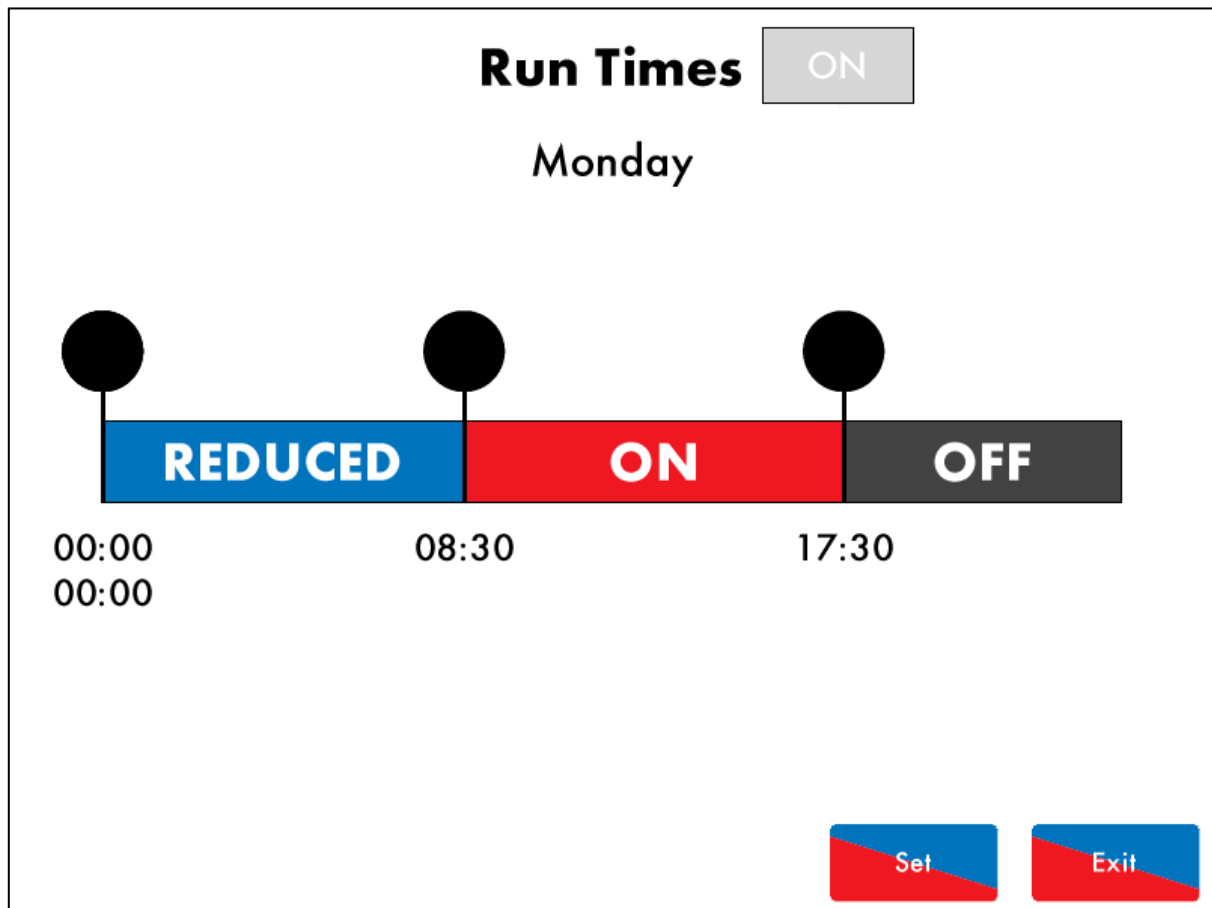 Run Times ON
Monday
REDUCED ON OFF
00:00 08:30 17:30
00:00
Set Exit